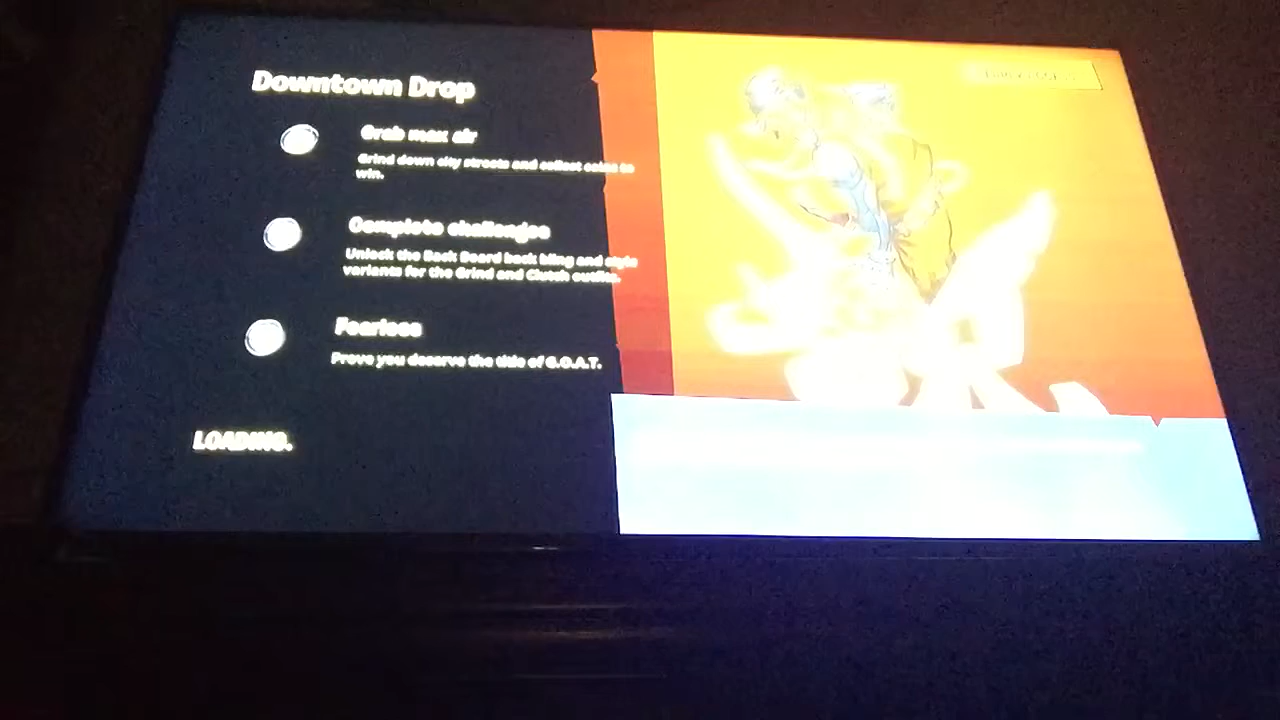 Downtown Drop
Grab max air
Grind down city streets and collect coins to
win.
Complete challenges
Unlock the Back Board back bling and style
variants for the Grind and Clutch outfits.
Fearless
Prove you deserve the title of G.O.A.T.
LOADING.